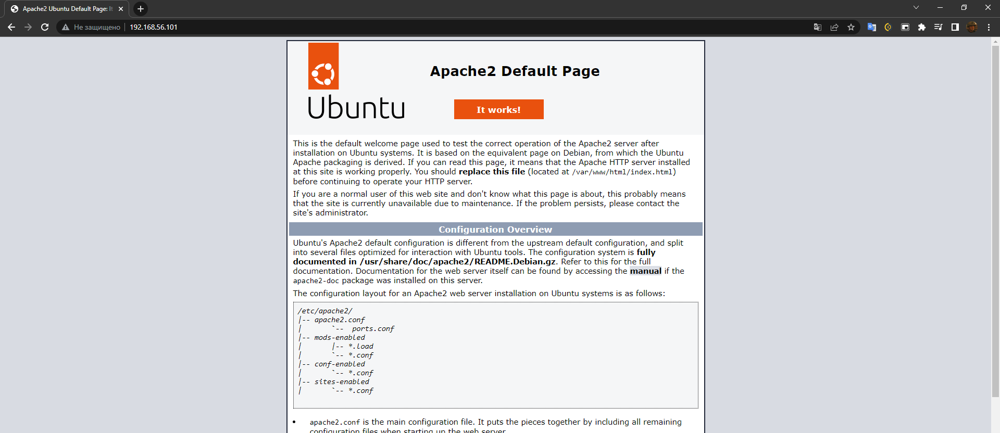 Apache2 Ubuntu Default Page: It
Не защищено
192.168.56.101
Ubuntu
Apache2 Default Page
It works!
This is the default welcome page used to test the correct operation of the Apache2 server after
installation on Ubuntu systems. It is based on the equivalent page on Debian, from which the Ubuntu
Apache packaging is derived. If you can read this page, it means that the Apache HTTP server installed
at this site is working properly. You should replace this file (located at /var/www/html/index.html)
before continuing to operate your HTTP server.
If you are a normal user of this web site and don't know what this page is about, this probably means
that the site is currently unavailable due to maintenance. If the problem persists, please contact the
site's administrator.
Configuration Overview
Ubuntu's Apache2 default configuration is different from the upstream default configuration, and split
into several files optimized for interaction with Ubuntu tools. The configuration system is fully
documented in /usr/share/doc/apache2/README.Debian.gz. Refer to this for the full
documentation. Documentation for the web server itself can be found by accessing the manual if the
apache2-doc package was installed on this server.
The configuration layout for an Apache2 web server installation on Ubuntu systems is as follows:
/etc/apache2/
|-- apache2.conf
|       `--  ports.conf
|-- mods-enabled
|       |-- *.load
|       `-- *.conf
|-- conf-enabled
|       `-- *.conf
|-- sites-enabled
|       `-- *.conf
• apache2.conf is the main configuration file. It puts the pieces together by including all remaining
configuration files when starting up the web server.